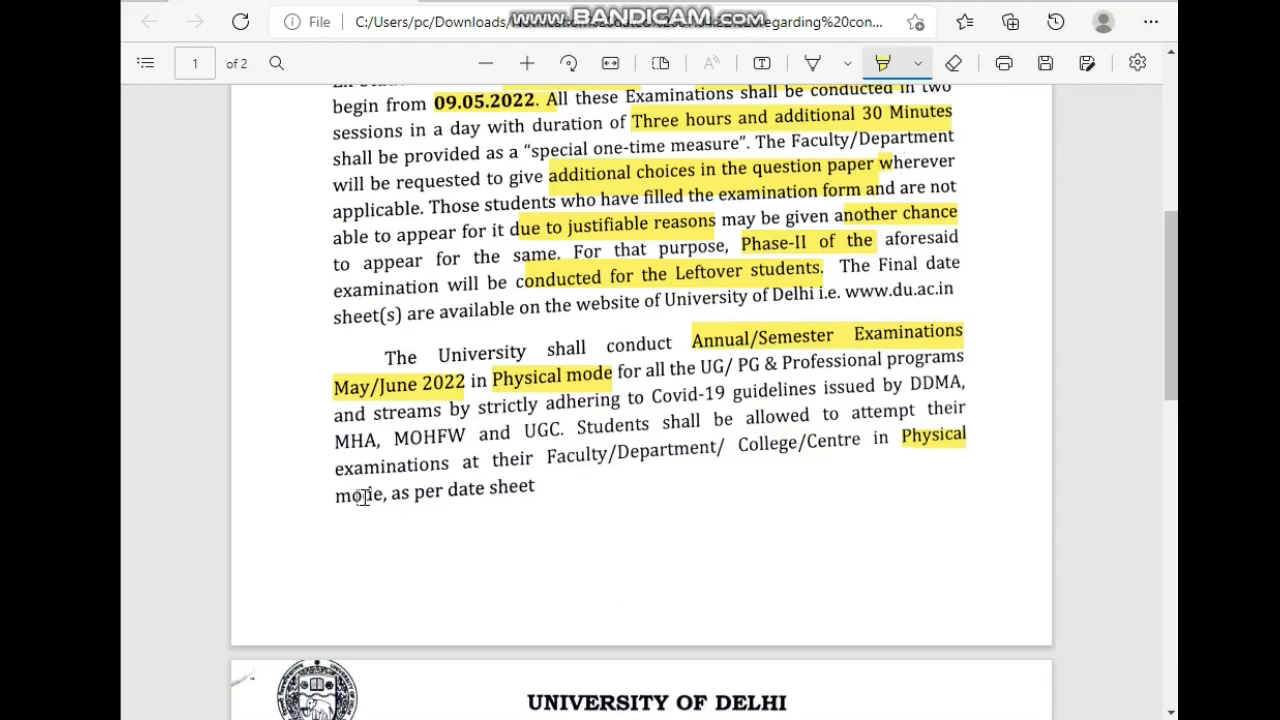 www.BANDICAM.com
File C:/Users/pc/Downloads/ regarding%20con...
1 of 2
begin from 09.05.2022. All these Examinations shall be conducted in two
sessions in a day with duration of Three hours and additional 30 Minutes
shall be provided as a “special one-time measure”. The Faculty/Department
will be requested to give additional choices in the question paper wherever
applicable. Those students who have filled the examination form and are not
able to appear for it due to justifiable reasons may be given another chance
to appear for the same. For that purpose, Phase-II of the aforesaid
examination will be conducted for the Leftover students. The Final date
sheet(s) are available on the website of University of Delhi i.e. www.du.ac.in
The University shall conduct Annual/Semester Examinations
May/June 2022 in Physical mode for all the UG/ PG & Professional programs
and streams by strictly adhering to Covid-19 guidelines issued by DDMA,
MHA, MOHFW and UGC. Students shall be allowed to attempt their
examinations at their Faculty/Department/ College/Centre in Physical
mode, as per date sheet
UNIVERSITY OF DELHI